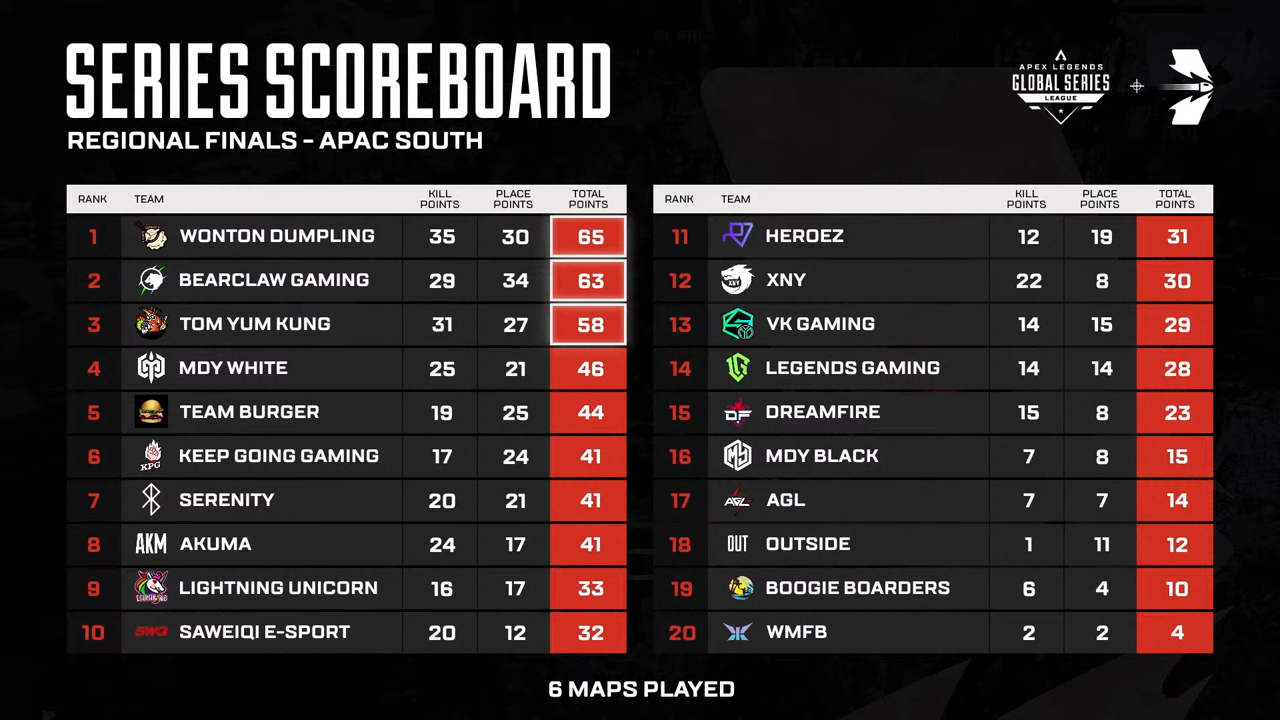 SERIES SCOREBOARD
REGIONAL FINALS - APAC SOUTH
APEX LEGENDS
GLOBAL SERIES
LEAGUE
RANK TEAM KILL POINTS PLACE POINTS TOTAL POINTS
1 WONTON DUMPLING 35 30 65
2 BEARCLAW GAMING 29 34 63
3 TOM YUM KUNG 31 27 58
4 MDY WHITE 25 21 46
5 TEAM BURGER 19 25 44
6 KPG KEEP GOING GAMING 17 24 41
7 SERENITY 20 21 41
8 AKM AKUMA 24 17 41
9 LIGHTNING UNICORN 16 17 33
10 SWG SAWEIQI E-SPORT 20 12 32
RANK TEAM KILL POINTS PLACE POINTS TOTAL POINTS
11 HEROEZ 12 19 31
12 XNY XNY 22 8 30
13 VK GAMING 14 15 29
14 LEGENDS GAMING 14 14 28
15 DF DREAMFIRE 15 8 23
16 MDY BLACK 7 8 15
17 AGL AGL 7 7 14
18 OUT OUTSIDE 1 11 12
19 BOOGIE BOARDERS 6 4 10
20 WMFB 2 2 4
6 MAPS PLAYED